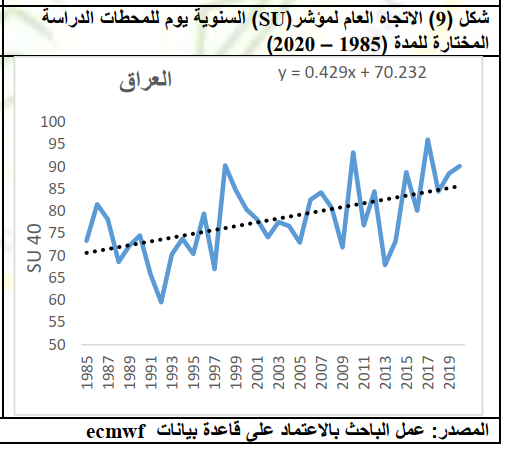 شكل (9) الاتجاه العام لمؤشر(SU) السنوية يوم للمحطات الدراسة
المختارة للمدة (1985 – 2020)
العراق
y = 0.429x + 70.232
100
95
90
85
80
75
70
65
60
55
50
SU 40
1985 1987 1989 1991 1993 1995 1997 1999 2001 2003 2005 2007 2009 2011 2013 2015 2017 2019
المصدر: عمل الباحث بالاعتماد على قاعدة بيانات ecmwf